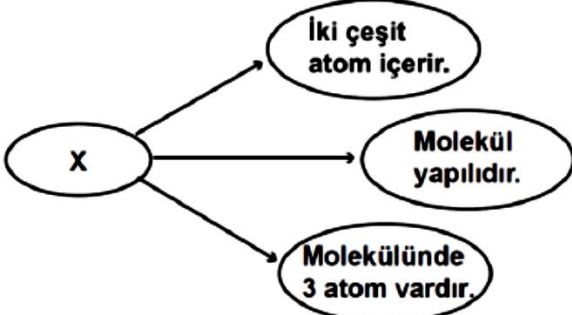 İki çeşit
atom içerir.
X
Molekül
yapılıdır.
Molekülünde
3 atom vardır.